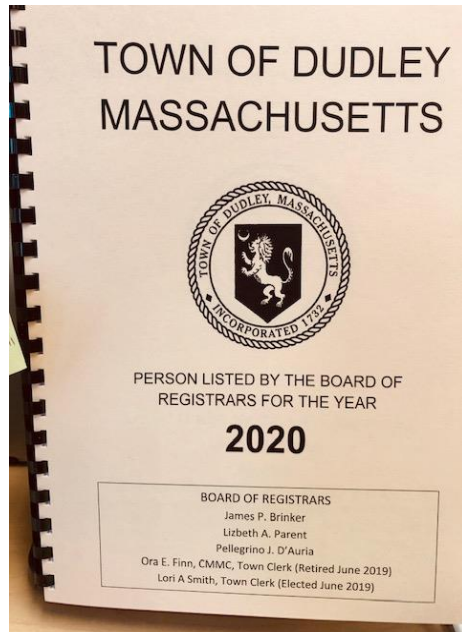 TOWN OF DUDLEY
MASSACHUSETTS
TOWN OF DUDLEY, MASSACHUSETTS
INCORPORATED 1732
PERSON LISTED BY THE BOARD OF
REGISTRARS FOR THE YEAR
2020
BOARD OF REGISTRARS
James P. Brinker
Lizbeth A. Parent
Pellegrino J. D'Auria
Ora E. Finn, CMMC, Town Clerk (Retired June 2019)
Lori A Smith, Town Clerk (Elected June 2019)